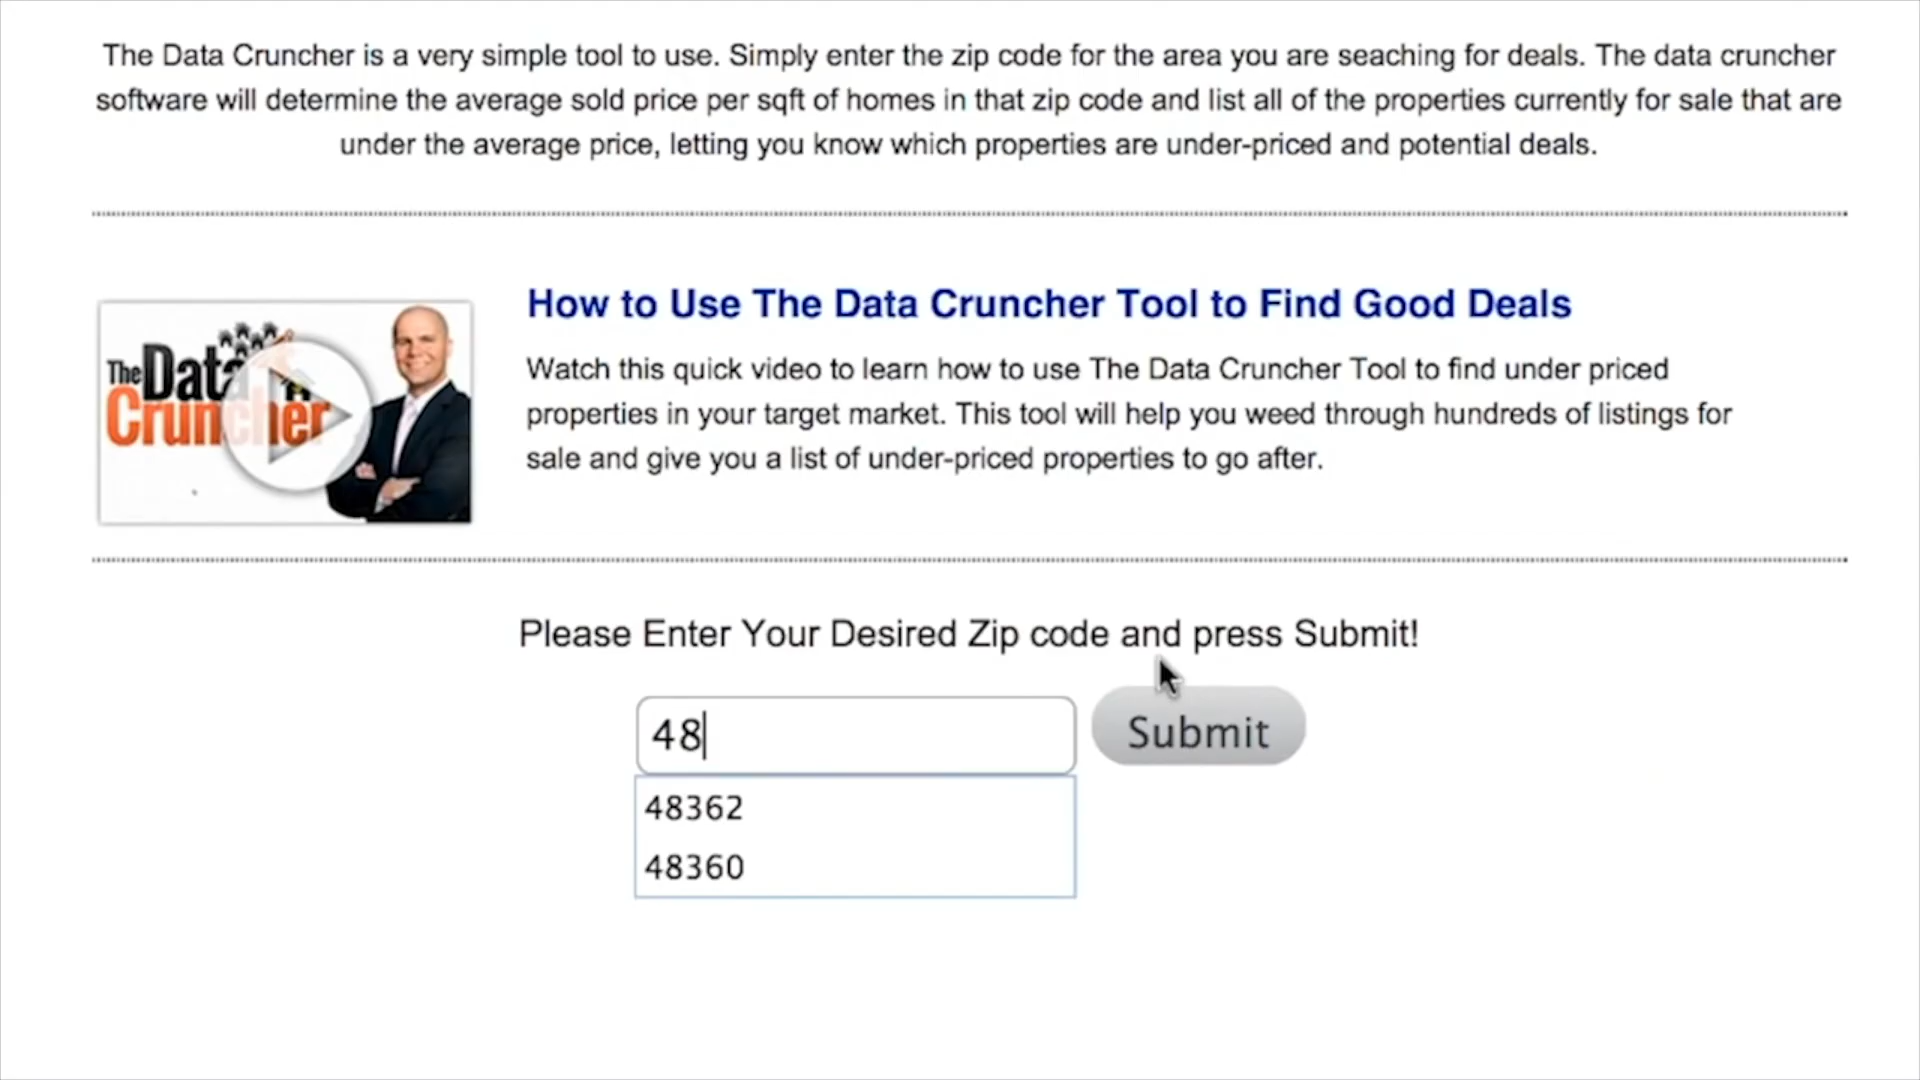 The Data Cruncher is a very simple tool to use. Simply enter the zip code for the area you are seaching for deals. The data cruncher
software will determine the average sold price per sqft of homes in that zip code and list all of the properties currently for sale that are
under the average price, letting you know which properties are under-priced and potential deals.
The Data
Cruncher
How to Use The Data Cruncher Tool to Find Good Deals
Watch this quick video to learn how to use The Data Cruncher Tool to find under priced
properties in your target market. This tool will help you weed through hundreds of listings for
sale and give you a list of under-priced properties to go after.
Please Enter Your Desired Zip code and press Submit!
48
Submit
48362
48360